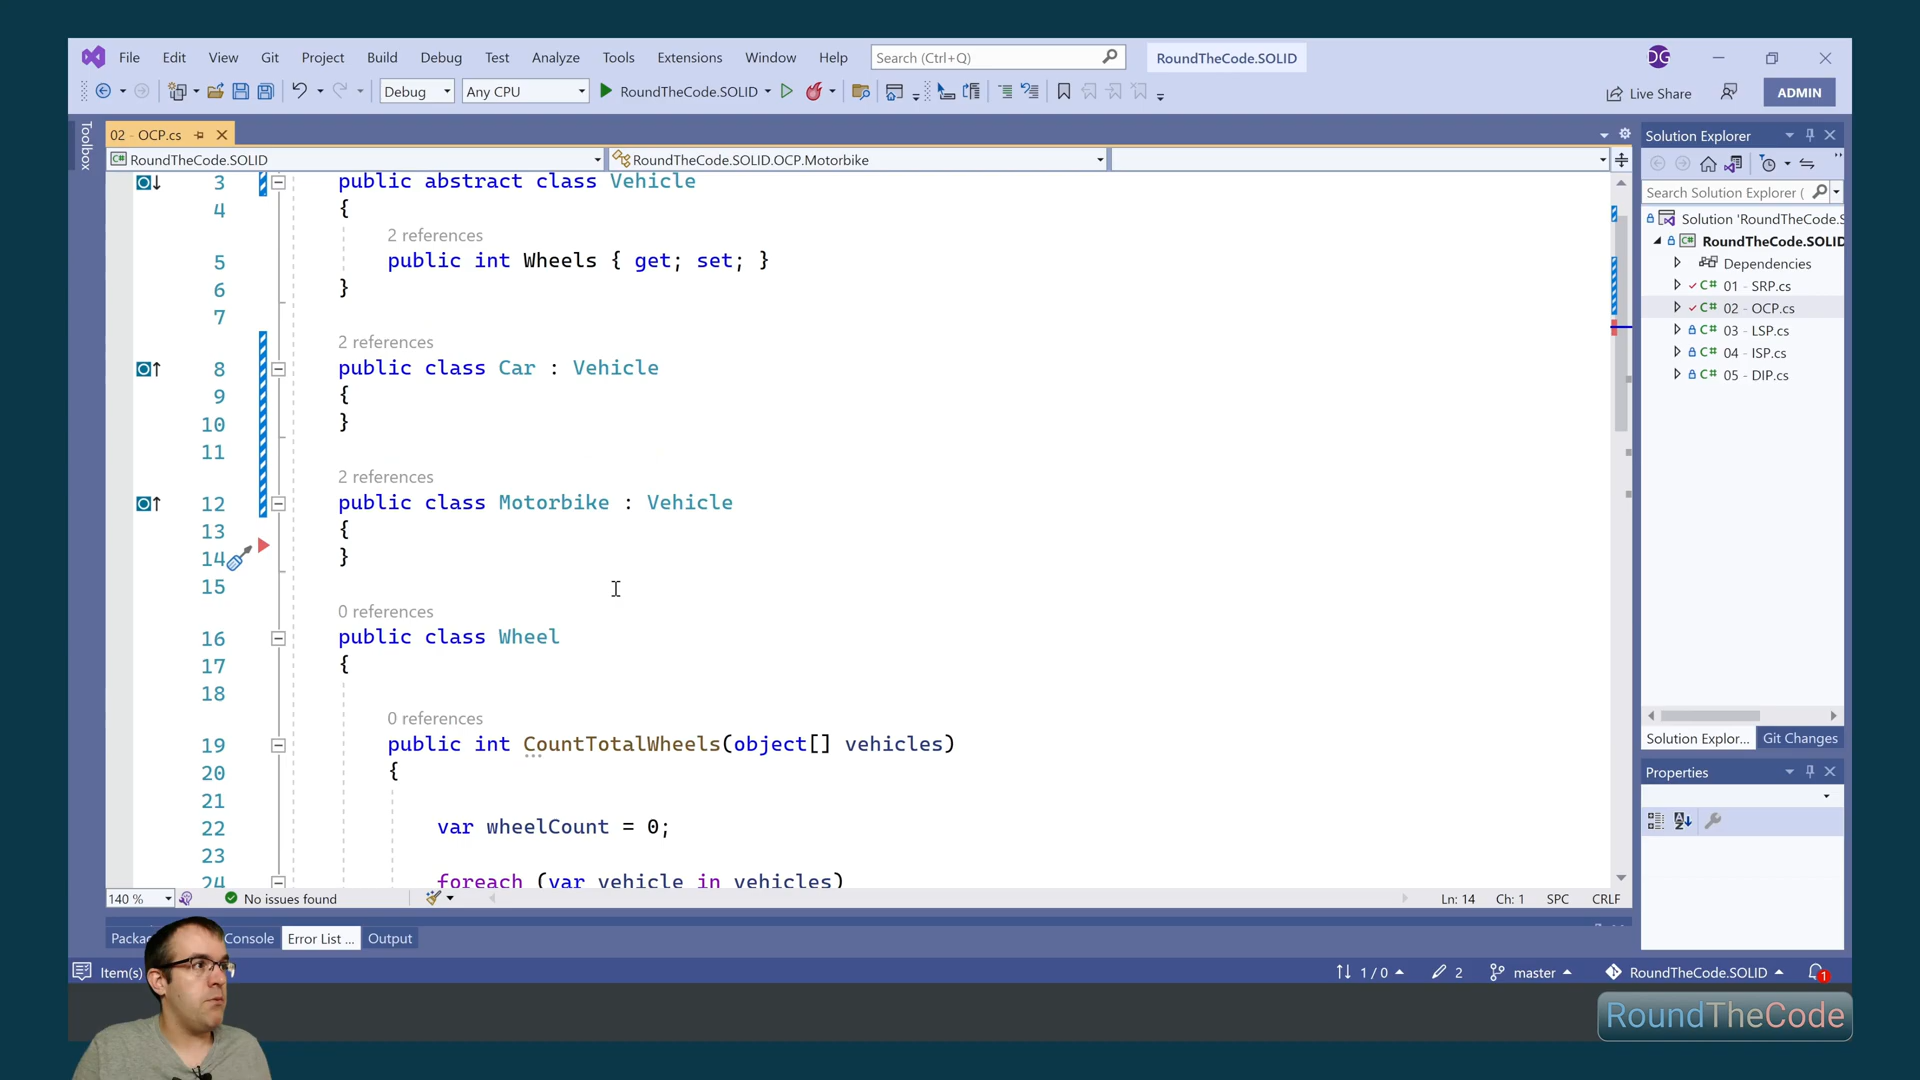 File Edit View Git Project Build Debug Test Analyze Tools Extensions Window Help Search (Ctrl+Q) RoundTheCode.SOLID DG
Debug Any CPU RoundTheCode.SOLID Live Share ADMIN
Toolbox
02 - OCP.cs
RoundTheCode.SOLID RoundTheCode.SOLID.OCP.Motorbike
3 public abstract class Vehicle
4 {
2 references
5 public int Wheels { get; set; }
6 }
7
2 references
8 public class Car : Vehicle
9 {
10 }
11
2 references
12 public class Motorbike : Vehicle
13 {
14 }
15
0 references
16 public class Wheel
17 {
18
0 references
19 public int CountTotalWheels(object[] vehicles)
20 {
21
22 var wheelCount = 0;
23
24 foreach (var vehicle in vehicles)
140 % No issues found Ln: 14 Ch: 1 SPC CRLF
Solution Explorer
Search Solution Explorer (
Solution 'RoundTheCode.S
RoundTheCode.SOLID
Dependencies
C# 01 - SRP.cs
C# 02 - OCP.cs
C# 03 - LSP.cs
C# 04 - ISP.cs
C# 05 - DIP.cs
Solution Explor... Git Changes
Properties
Console Error List ... Output
Item(s) 1 / 0 2 master RoundTheCode.SOLID 1
RoundTheCode